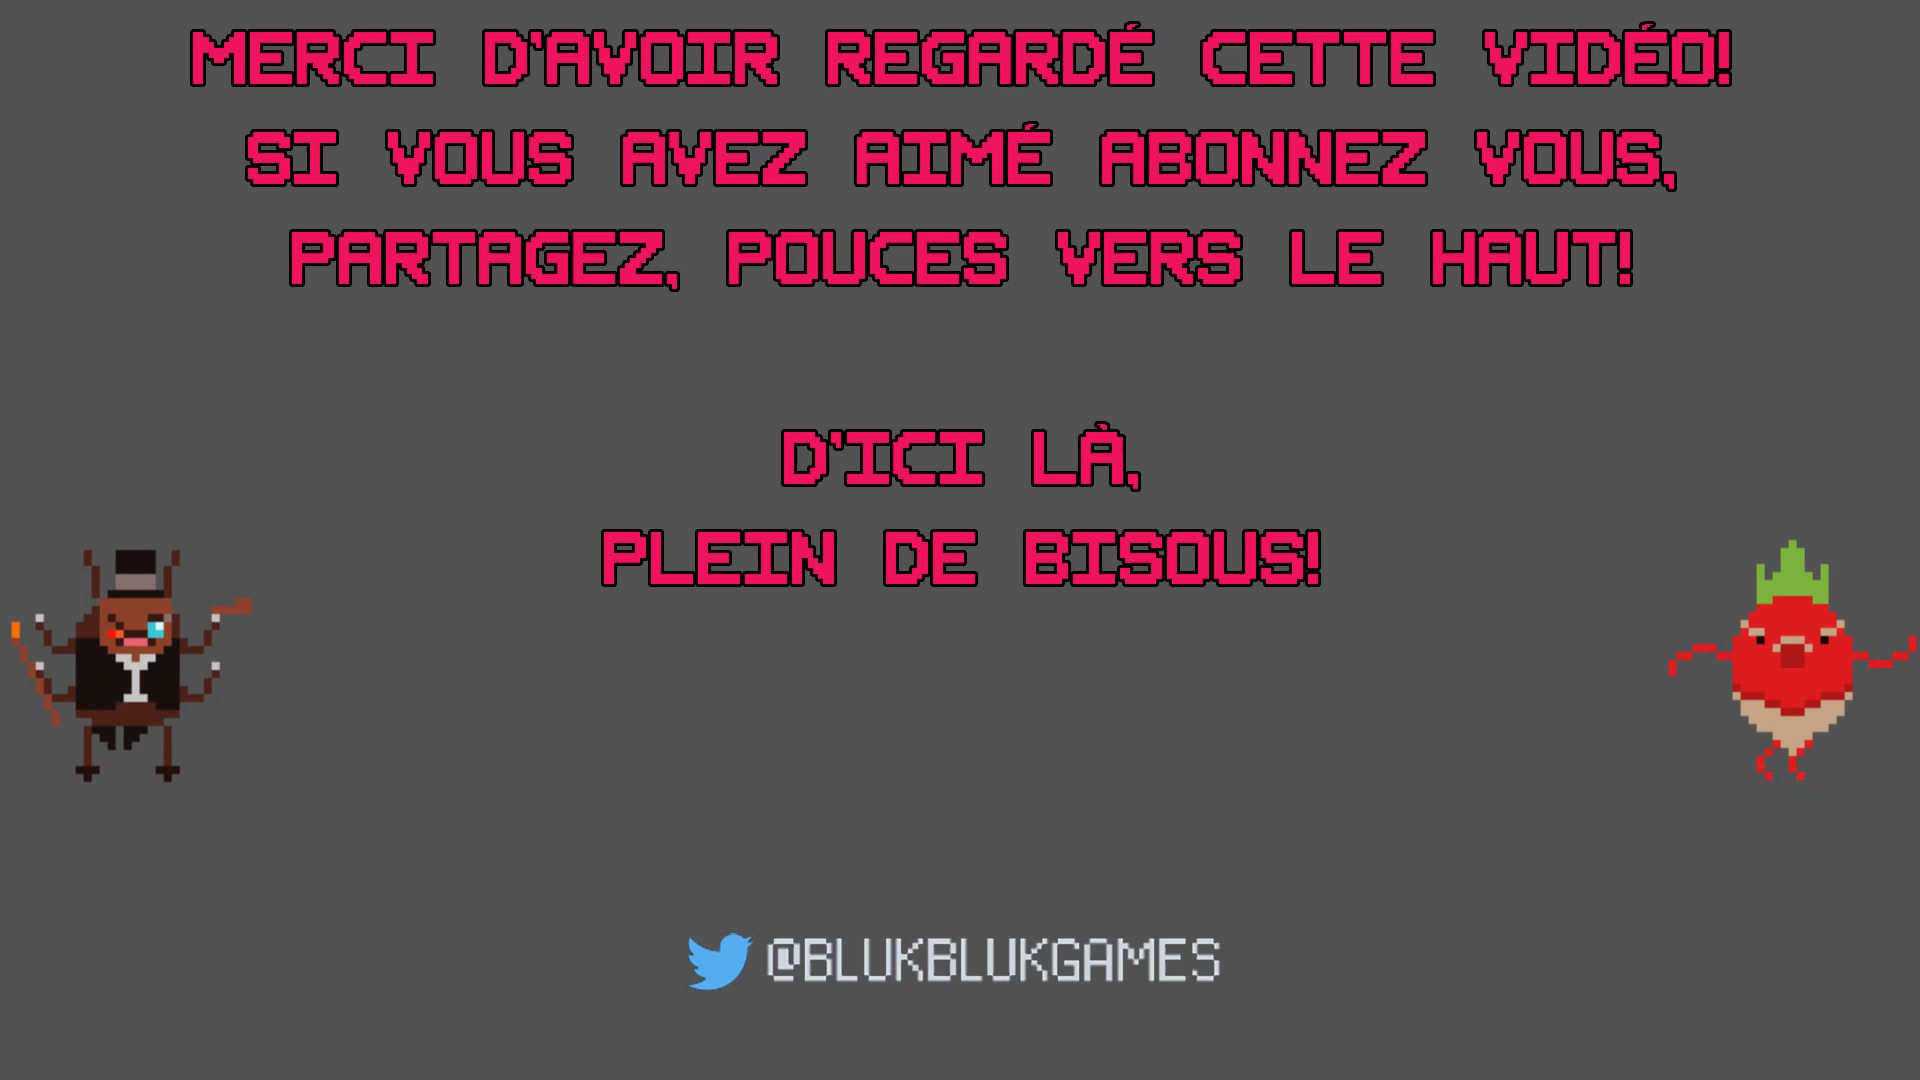 MERCI D'AVOIR REGARDÉ CETTE VIDÉO!
SI VOUS AVEZ AIMÉ ABONNEZ VOUS,
PARTAGEZ, POUCES VERS LE HAUT!
D'ICI LÀ,
PLEIN DE BISOUS!
@BLUKBLUKGAMES